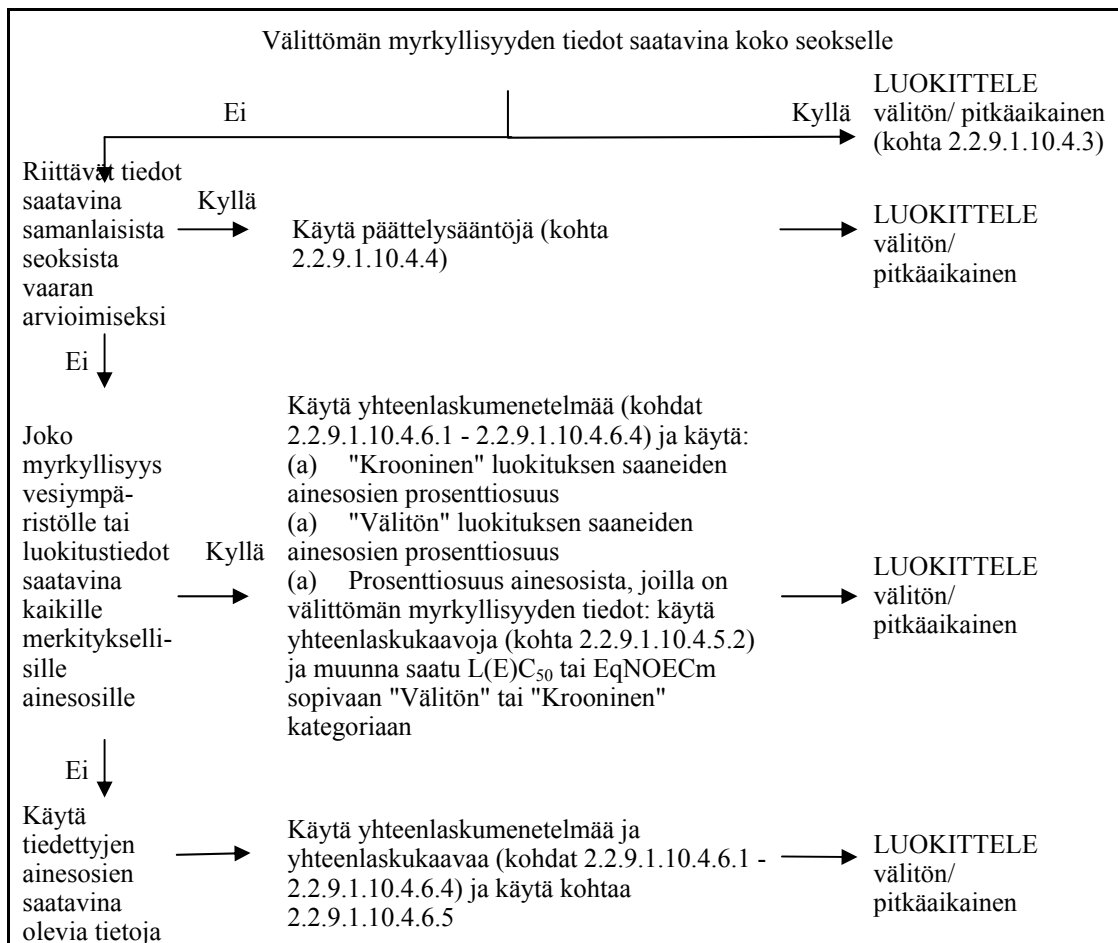 Välittömän myrkyllisyyden tiedot saatavina koko seokselle
Ei
Kyllä
LUOKITTELE
välitön/ pitkäaikainen
(kohta 2.2.9.1.10.4.3)
Riittävät tiedot
saatavina
samanlaisista
seoksista
vaaran
arvioimiseksi
Kyllä
Käytä päättelysääntöjä (kohta
2.2.9.1.10.4.4)
LUOKITTELE
välitön/
pitkäaikainen
Ei
Joko
myrkyllisyys
vesiympä-
ristölle tai
luokitustiedot
saatavina
kaikille
merkitykselli-
sille
ainesosille
Kyllä
Käytä yhteenlaskumenetelmää (kohdat
2.2.9.1.10.4.6.1 - 2.2.9.1.10.4.6.4) ja käytä:
(a) "Krooninen" luokituksen saaneiden
ainesosien prosenttiosuus
(a) "Välitön" luokituksen saaneiden
ainesosien prosenttiosuus
(a) Prosenttiosuus ainesosista, joilla on
välittömän myrkyllisyyden tiedot: käytä
yhteenlaskukaavoja (kohta 2.2.9.1.10.4.5.2)
ja muunna saatu L(E)C₅₀ tai EqNOECm
sopivaan "Välitön" tai "Krooninen"
kategoriaan
LUOKITTELE
välitön/
pitkäaikainen
Ei
Käytä
tiedettyjen
ainesosien
saatavina
olevia tietoja
Käytä yhteenlaskumenetelmää ja
yhteenlaskukaavaa (kohdat 2.2.9.1.10.4.6.1 -
2.2.9.1.10.4.6.4) ja käytä kohtaa
2.2.9.1.10.4.6.5
LUOKITTELE
välitön/
pitkäaikainen